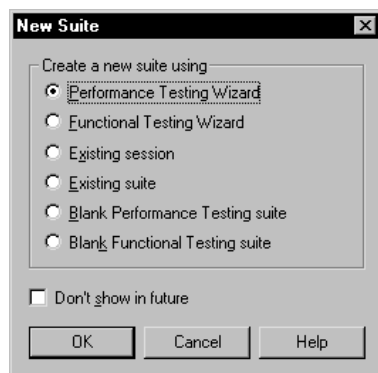 New Suite
Create a new suite using
Performance Testing Wizard
Functional Testing Wizard
Existing session
Existing suite
Blank Performance Testing suite
Blank Functional Testing suite
Don't show in future
OK Cancel Help